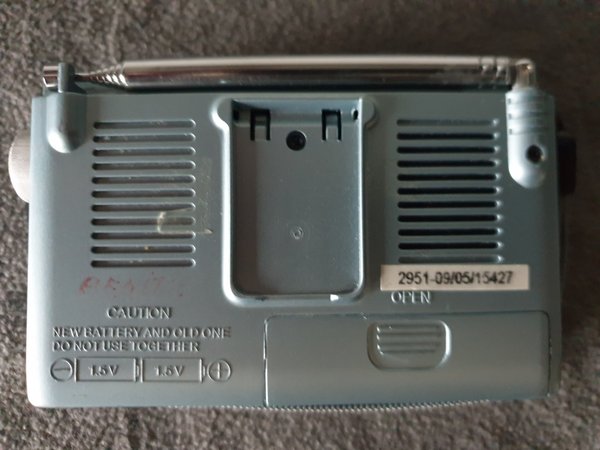 2951-09/05/15427
OPEN
CAUTION
NEW BATTERY AND OLD ONE
DO NOT USE TOGETHER
1.5V 1.5V